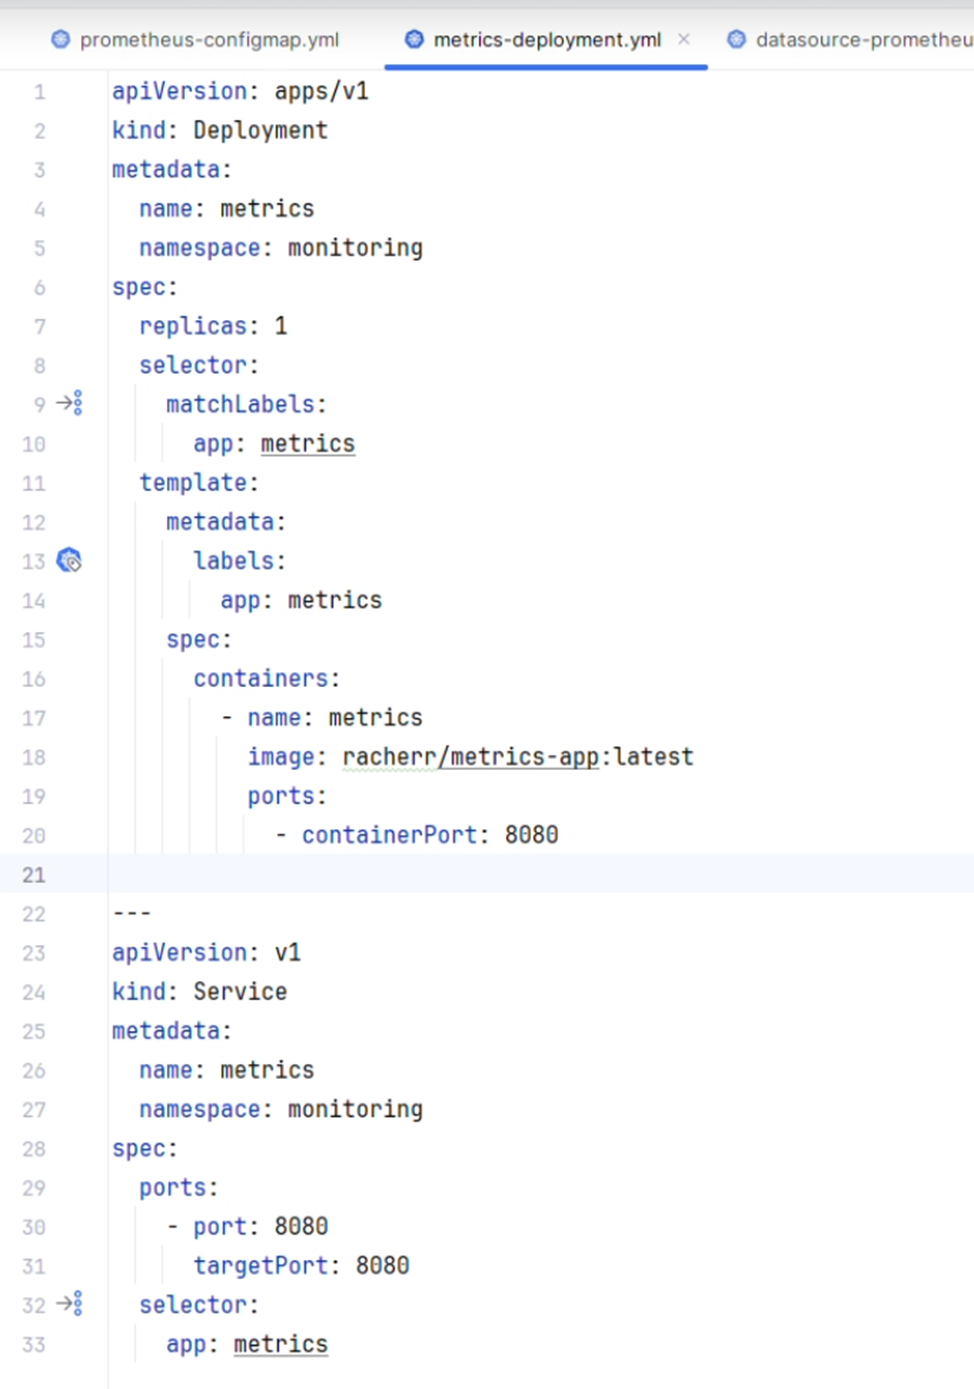 prometheus-configmap.yml metrics-deployment.yml × datasource-prometheu
1 apiVersion: apps/v1
2 kind: Deployment
3 metadata:
4   name: metrics
5   namespace: monitoring
6 spec:
7   replicas: 1
8   selector:
9     matchLabels:
10       app: metrics
11   template:
12     metadata:
13       labels:
14         app: metrics
15     spec:
16       containers:
17         - name: metrics
18           image: racherr/metrics-app:latest
19           ports:
20             - containerPort: 8080
21
22 ---
23 apiVersion: v1
24 kind: Service
25 metadata:
26   name: metrics
27   namespace: monitoring
28 spec:
29   ports:
30     - port: 8080
31       targetPort: 8080
32   selector:
33     app: metrics